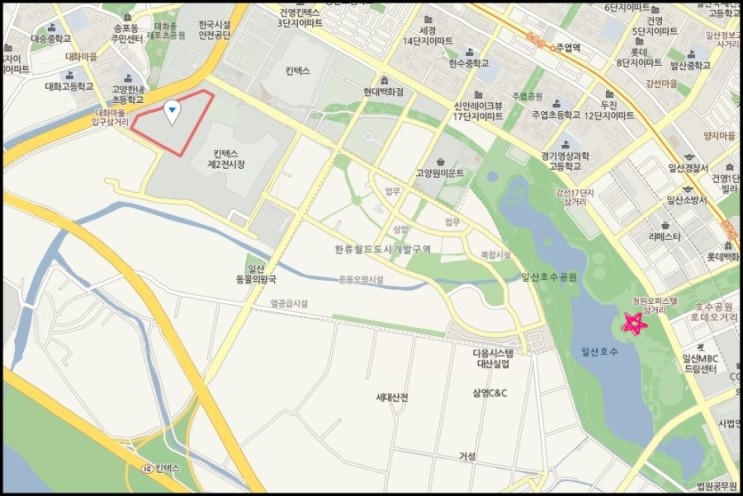 대송중학교
송포동
주민센터
대화동
레포츠공원
한국시설
안전공단
건영킨텍스
3단지아파트
세경
14단지아파트
한수중학교
주엽역
건영
5단지아파트
롯데
8단지아파트
고등학교
일산정보고
사거리
발산중학교
강선마을
대화마을
대화고등학교
고양한내
초등학교
킨텍스
현대백화점
신안레이크뷰
17단지아파트
주엽공원
주엽초등학교
두진
12단지아파트
양지마을
대화마을
입구삼거리
킨텍스
제2전시장
고양원마운트
경기영상과학
고등학교
일산경찰서
건영1단
빌라
강선17단지
삼거리
일산소방서
업무
업무
상업
라페스타
한류월드도시개발구역
복합시설
롯데백화
일산
동물의왕국
운동오락시설
일산호수공원
열공급시설
청원오피스텔
삼거리
호수공원
로데오거리
일산호수
다음시스템
대산실업
일산MBC
드림센터
세대산전
삼영C&C
CG
사법연
거성
IC 킨텍스
법원공무원